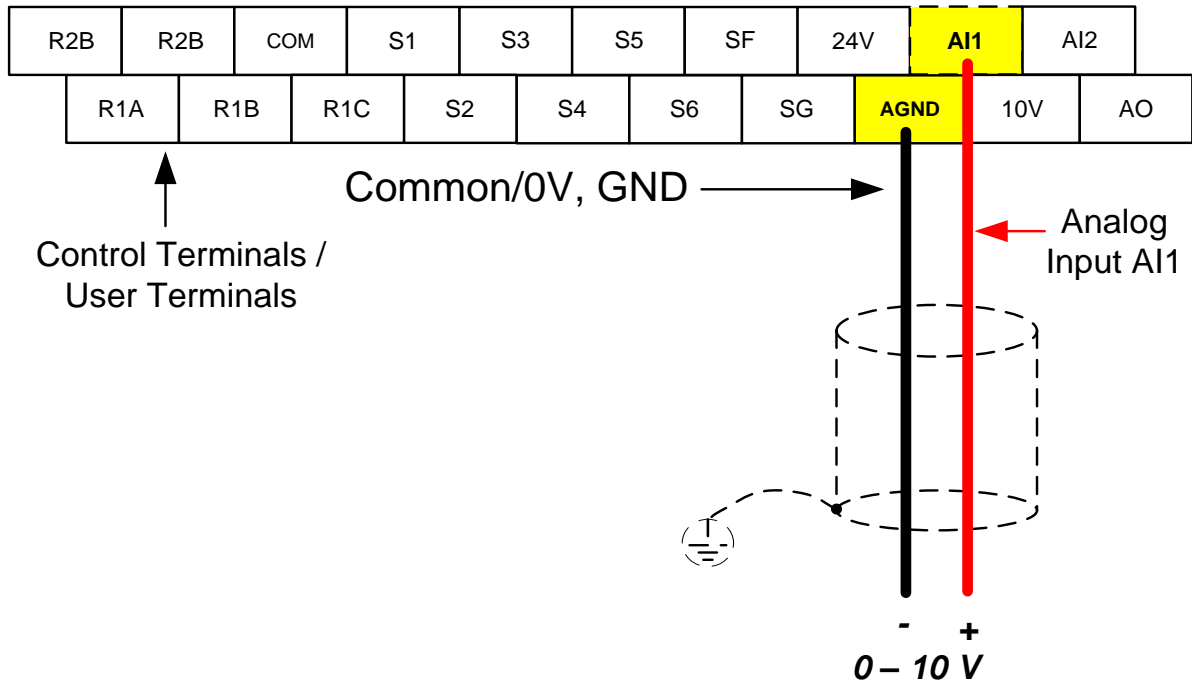 R2B R2B COM S1 S3 S5 SF 24V AI1 AI2
R1A R1B R1C S2 S4 S6 SG AGND 10V AO
Common/0V, GND
Control Terminals /
User Terminals
Analog
Input AI1
- +
0 – 10 V